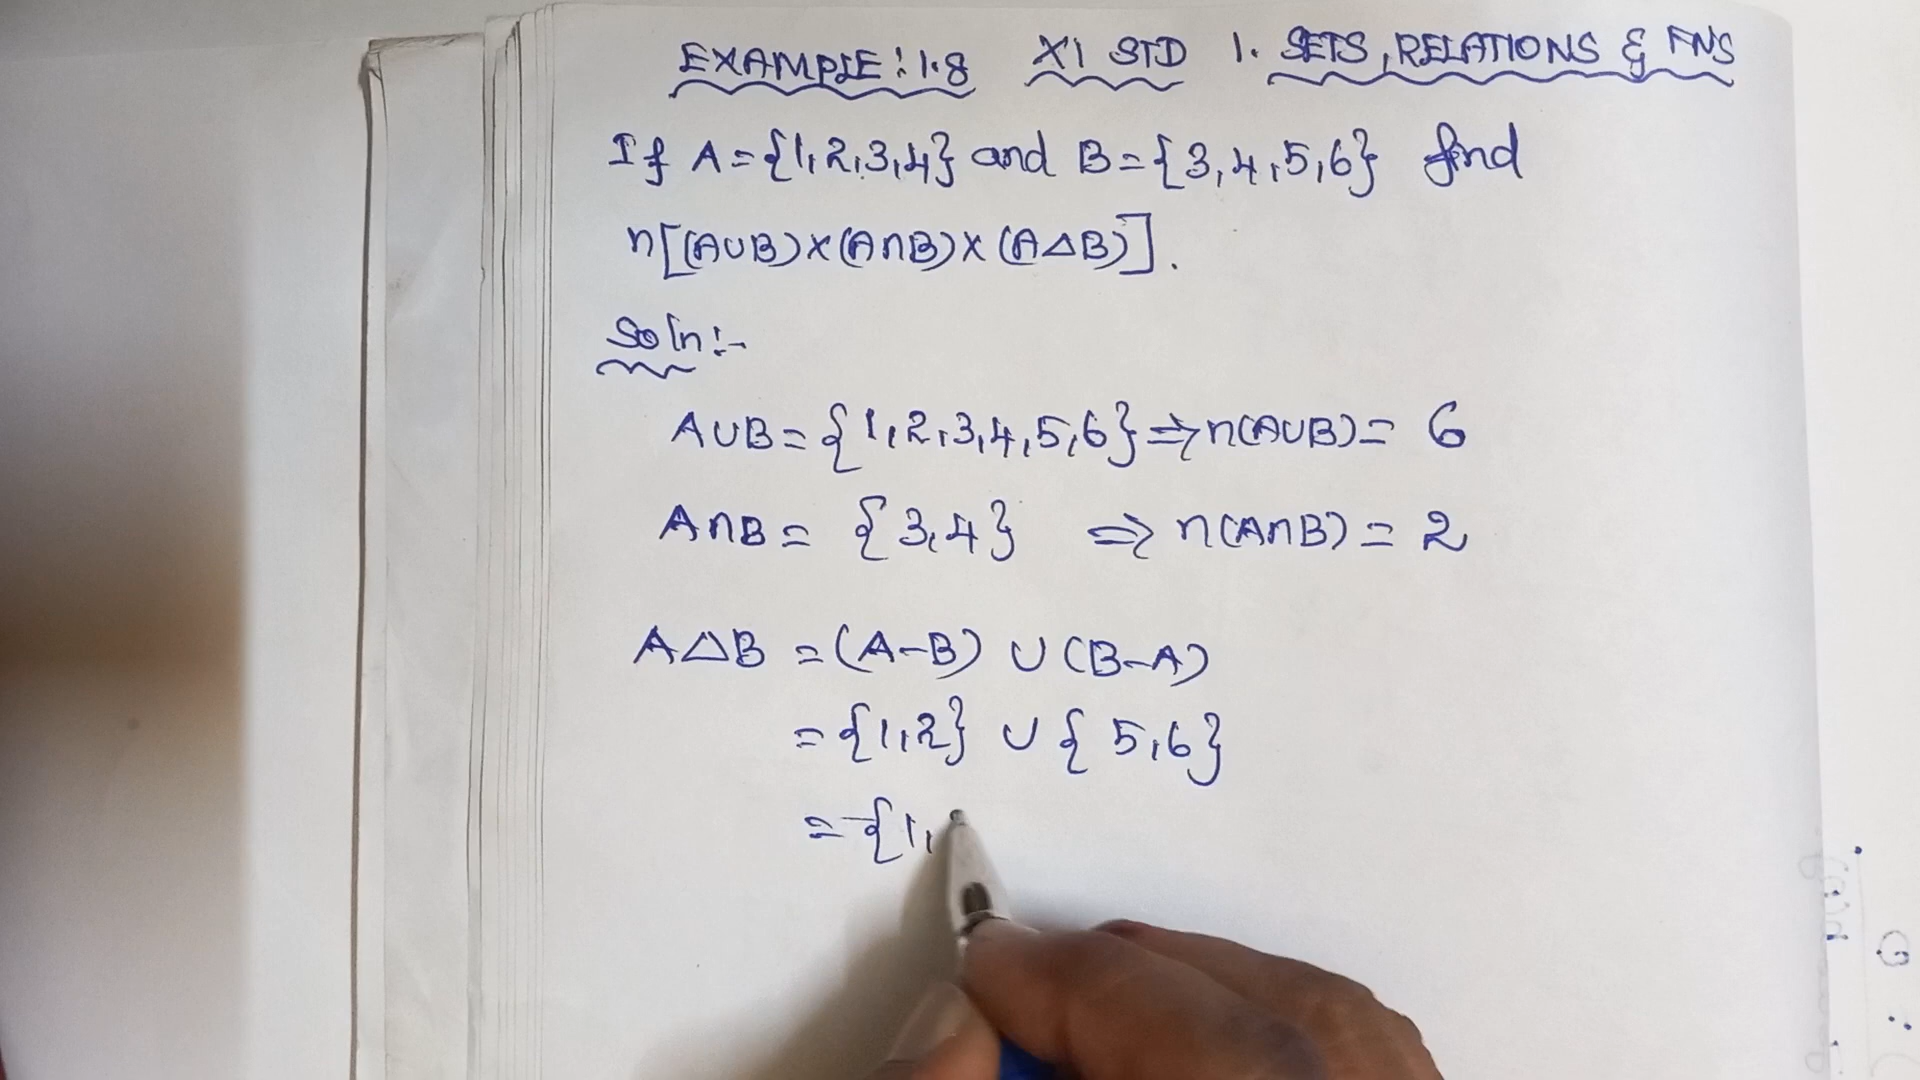 EXAMPLE: 1.8 XI STD 1. SETS, RELATIONS & FNS
If A = {1, 2, 3, 4} and B = {3, 4, 5, 6} find
n[(A∪B)×(A∩B)×(A△B)].
Soln:-
A∪B = {1, 2, 3, 4, 5, 6} ⇒ n(A∪B) = 6
A∩B = {3, 4} ⇒ n(A∩B) = 2
A△B = (A-B) ∪ (B-A)
= {1, 2} ∪ {5, 6}
= {1,